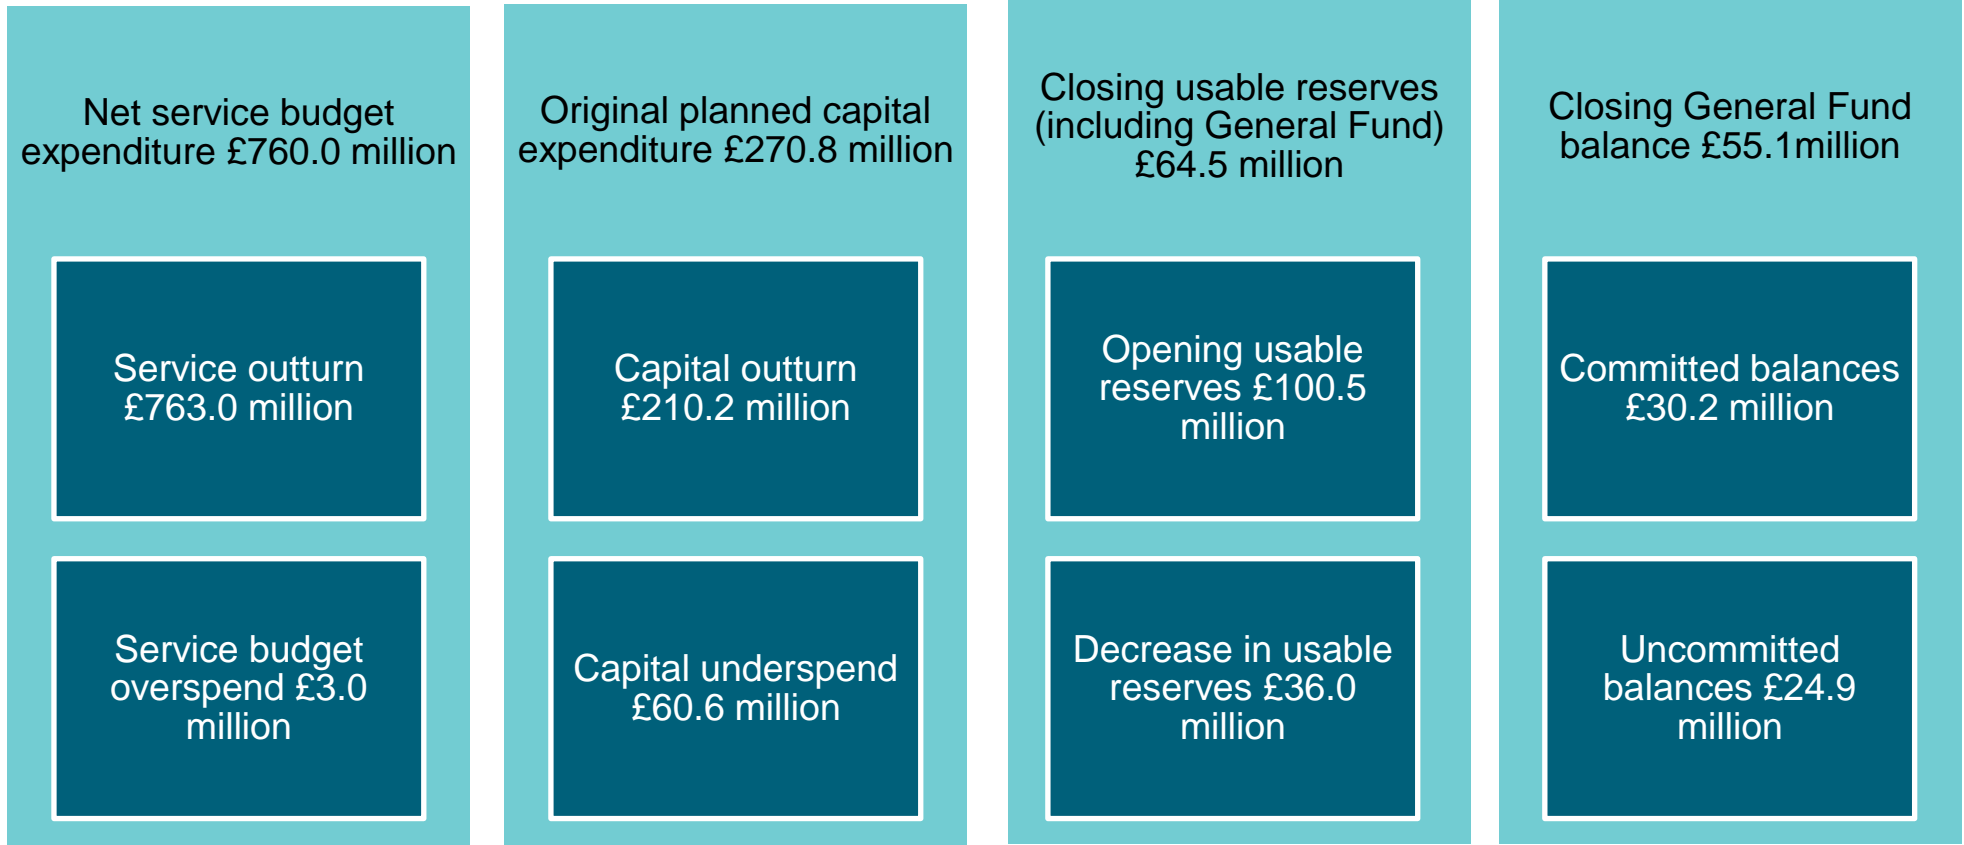 Net service budget
expenditure £760.0 million
Service outturn
£763.0 million
Service budget
overspend £3.0
million
Original planned capital
expenditure £270.8 million
Capital outturn
£210.2 million
Capital underspend
£60.6 million
Closing usable reserves
(including General Fund)
£64.5 million
Opening usable
reserves £100.5
million
Decrease in usable
reserves £36.0
million
Closing General Fund
balance £55.1million
Committed balances
£30.2 million
Uncommitted
balances £24.9
million